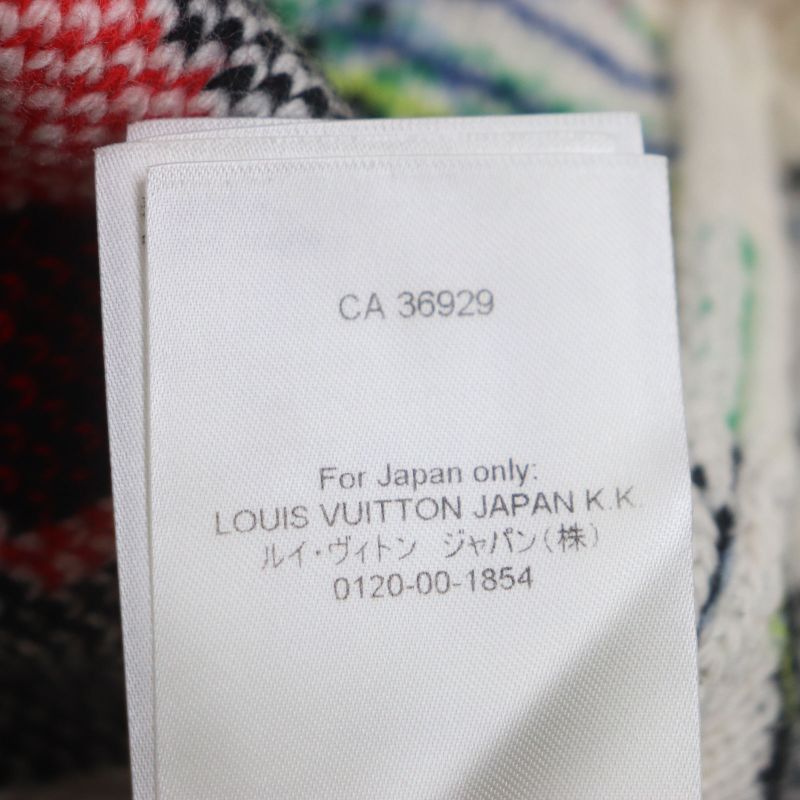 CA 36929
For Japan only:
LOUIS VUITTON JAPAN K.K
ルイ・ヴィトン ジャパン(株)
0120-00-1854